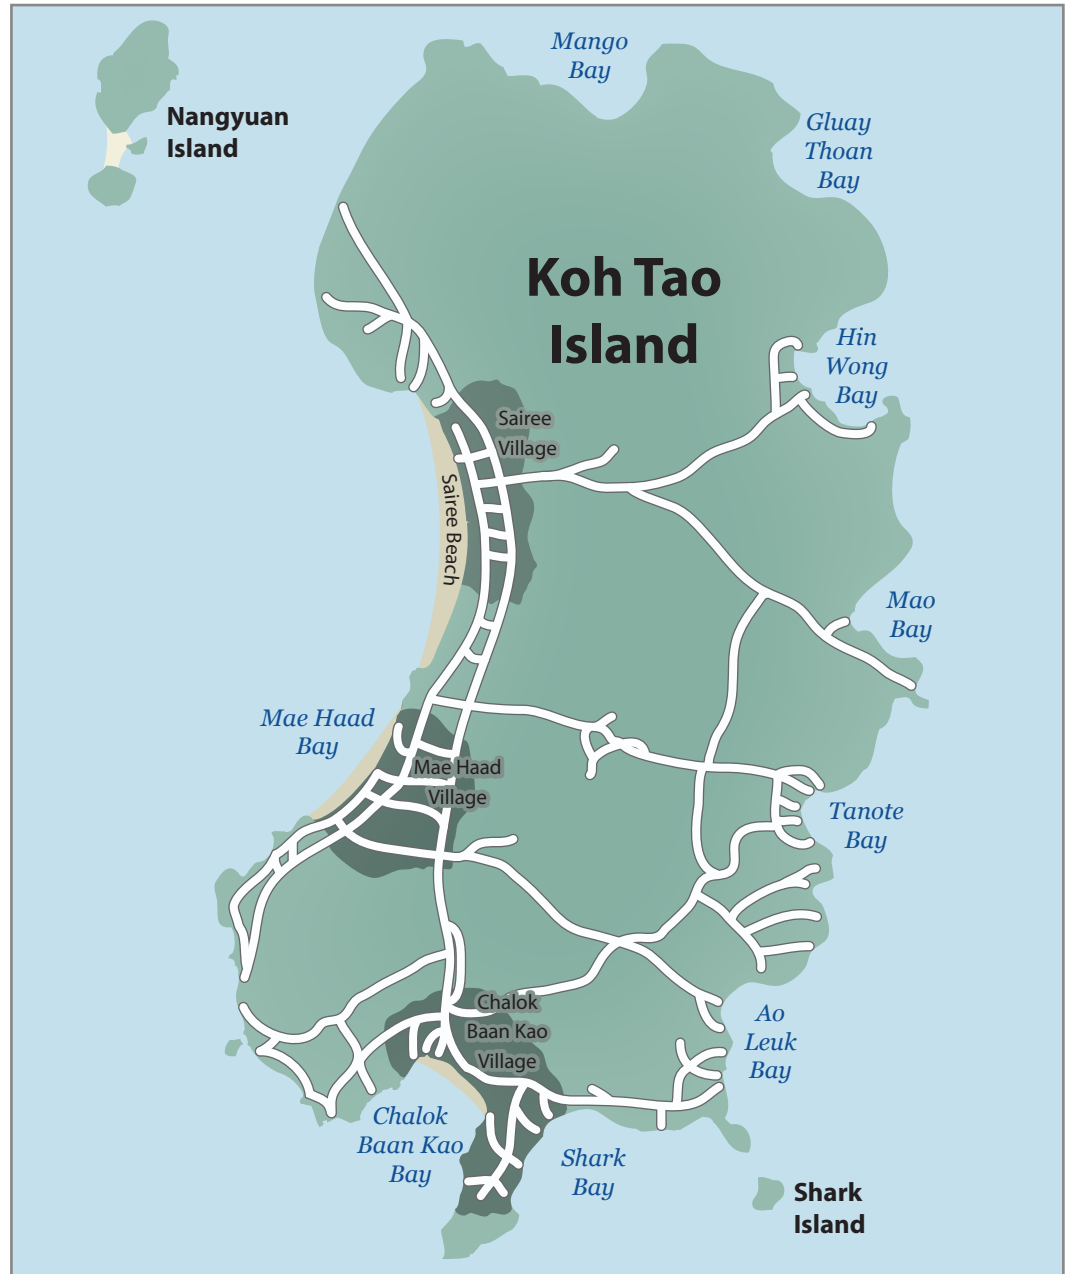 Mango
Bay
Nangyuan
Island
Gluay
Thoan
Bay
Koh Tao
Island
Hin
Wong
Bay
Sairee
Village
Sairee Beach
Mao
Bay
Mae Haad
Bay
Mae Haad
Village
Tanote
Bay
Chalok
Baan Kao
Village
Ao
Leuk
Bay
Chalok
Baan Kao
Bay
Shark
Bay
Shark
Island